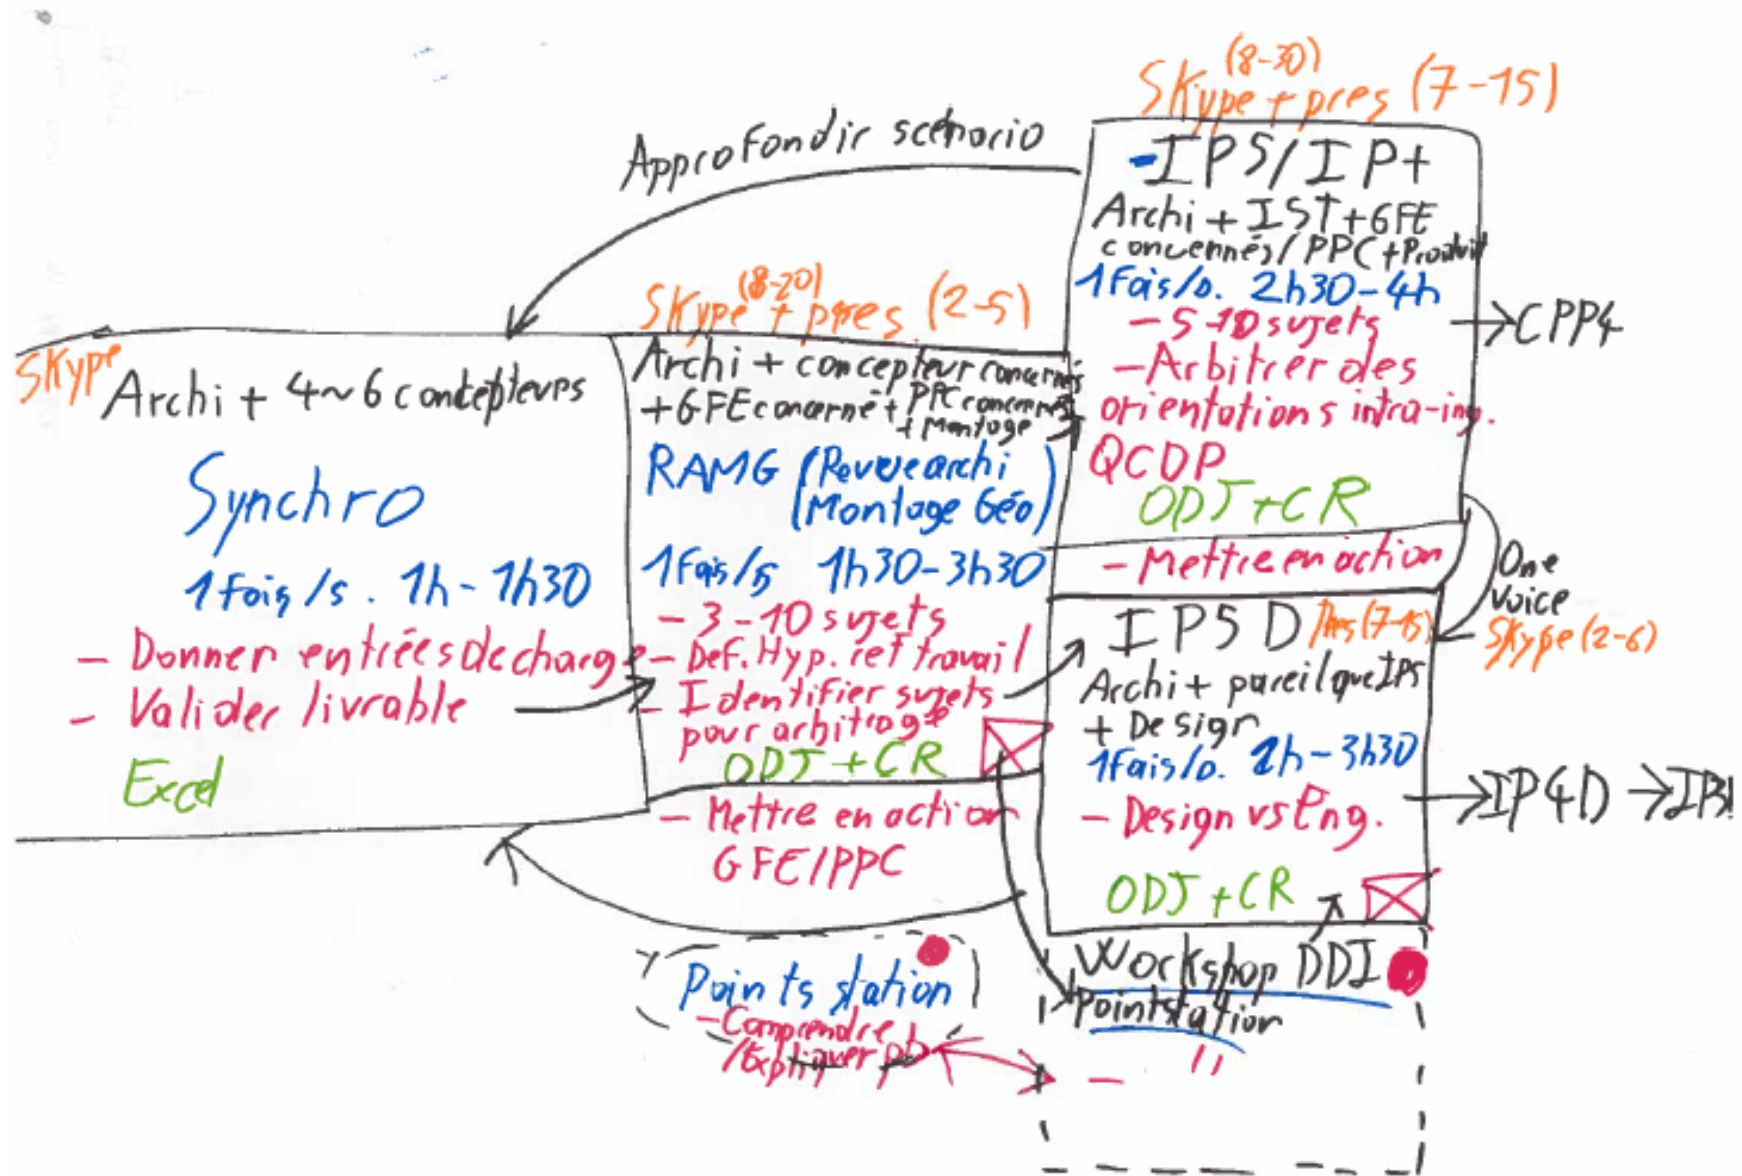 Approfondir scénario
Skype
Archi + 4~6 concepteurs
Synchro
1 fois/s. 1h-1h30
- Donner entrées de charge
- Valider livrable
Excel
(8-20)
Skype + pres (2-5)
Archi + concepteur concernés
+ GFE concerné + PPC concernés
+ Montage
RAMG (Revue archi
(Montage Géo)
1 fois/s 1h30-3h30
- 3-10 sujets
- Def. Hyp. ref travail
- Identifier sujets
pour arbitrage
ODJ + CR
- Mettre en action
GFE/PPC
Points station
- Comprendre
/Expliquer pb
(8-30)
Skype + pres (7-15)
- IPS/IP+
Archi + IST + GFE
concernés/PPC + Produit
1 fois/s. 2h30-4h
- 5-10 sujets
- Arbitrer des
orientations intra-ing.
QCDP
ODJ + CR
- Mettre en action
→ CPP4
One
voice
Skype (2-6)
IPS D Pres (7-15)
Archi + pareil que IPS
+ Design
1 fois/s. 2h-3h30
- Design vs Eng.
ODJ + CR
→ IP4D →
Workshop DDI
Point station
- "